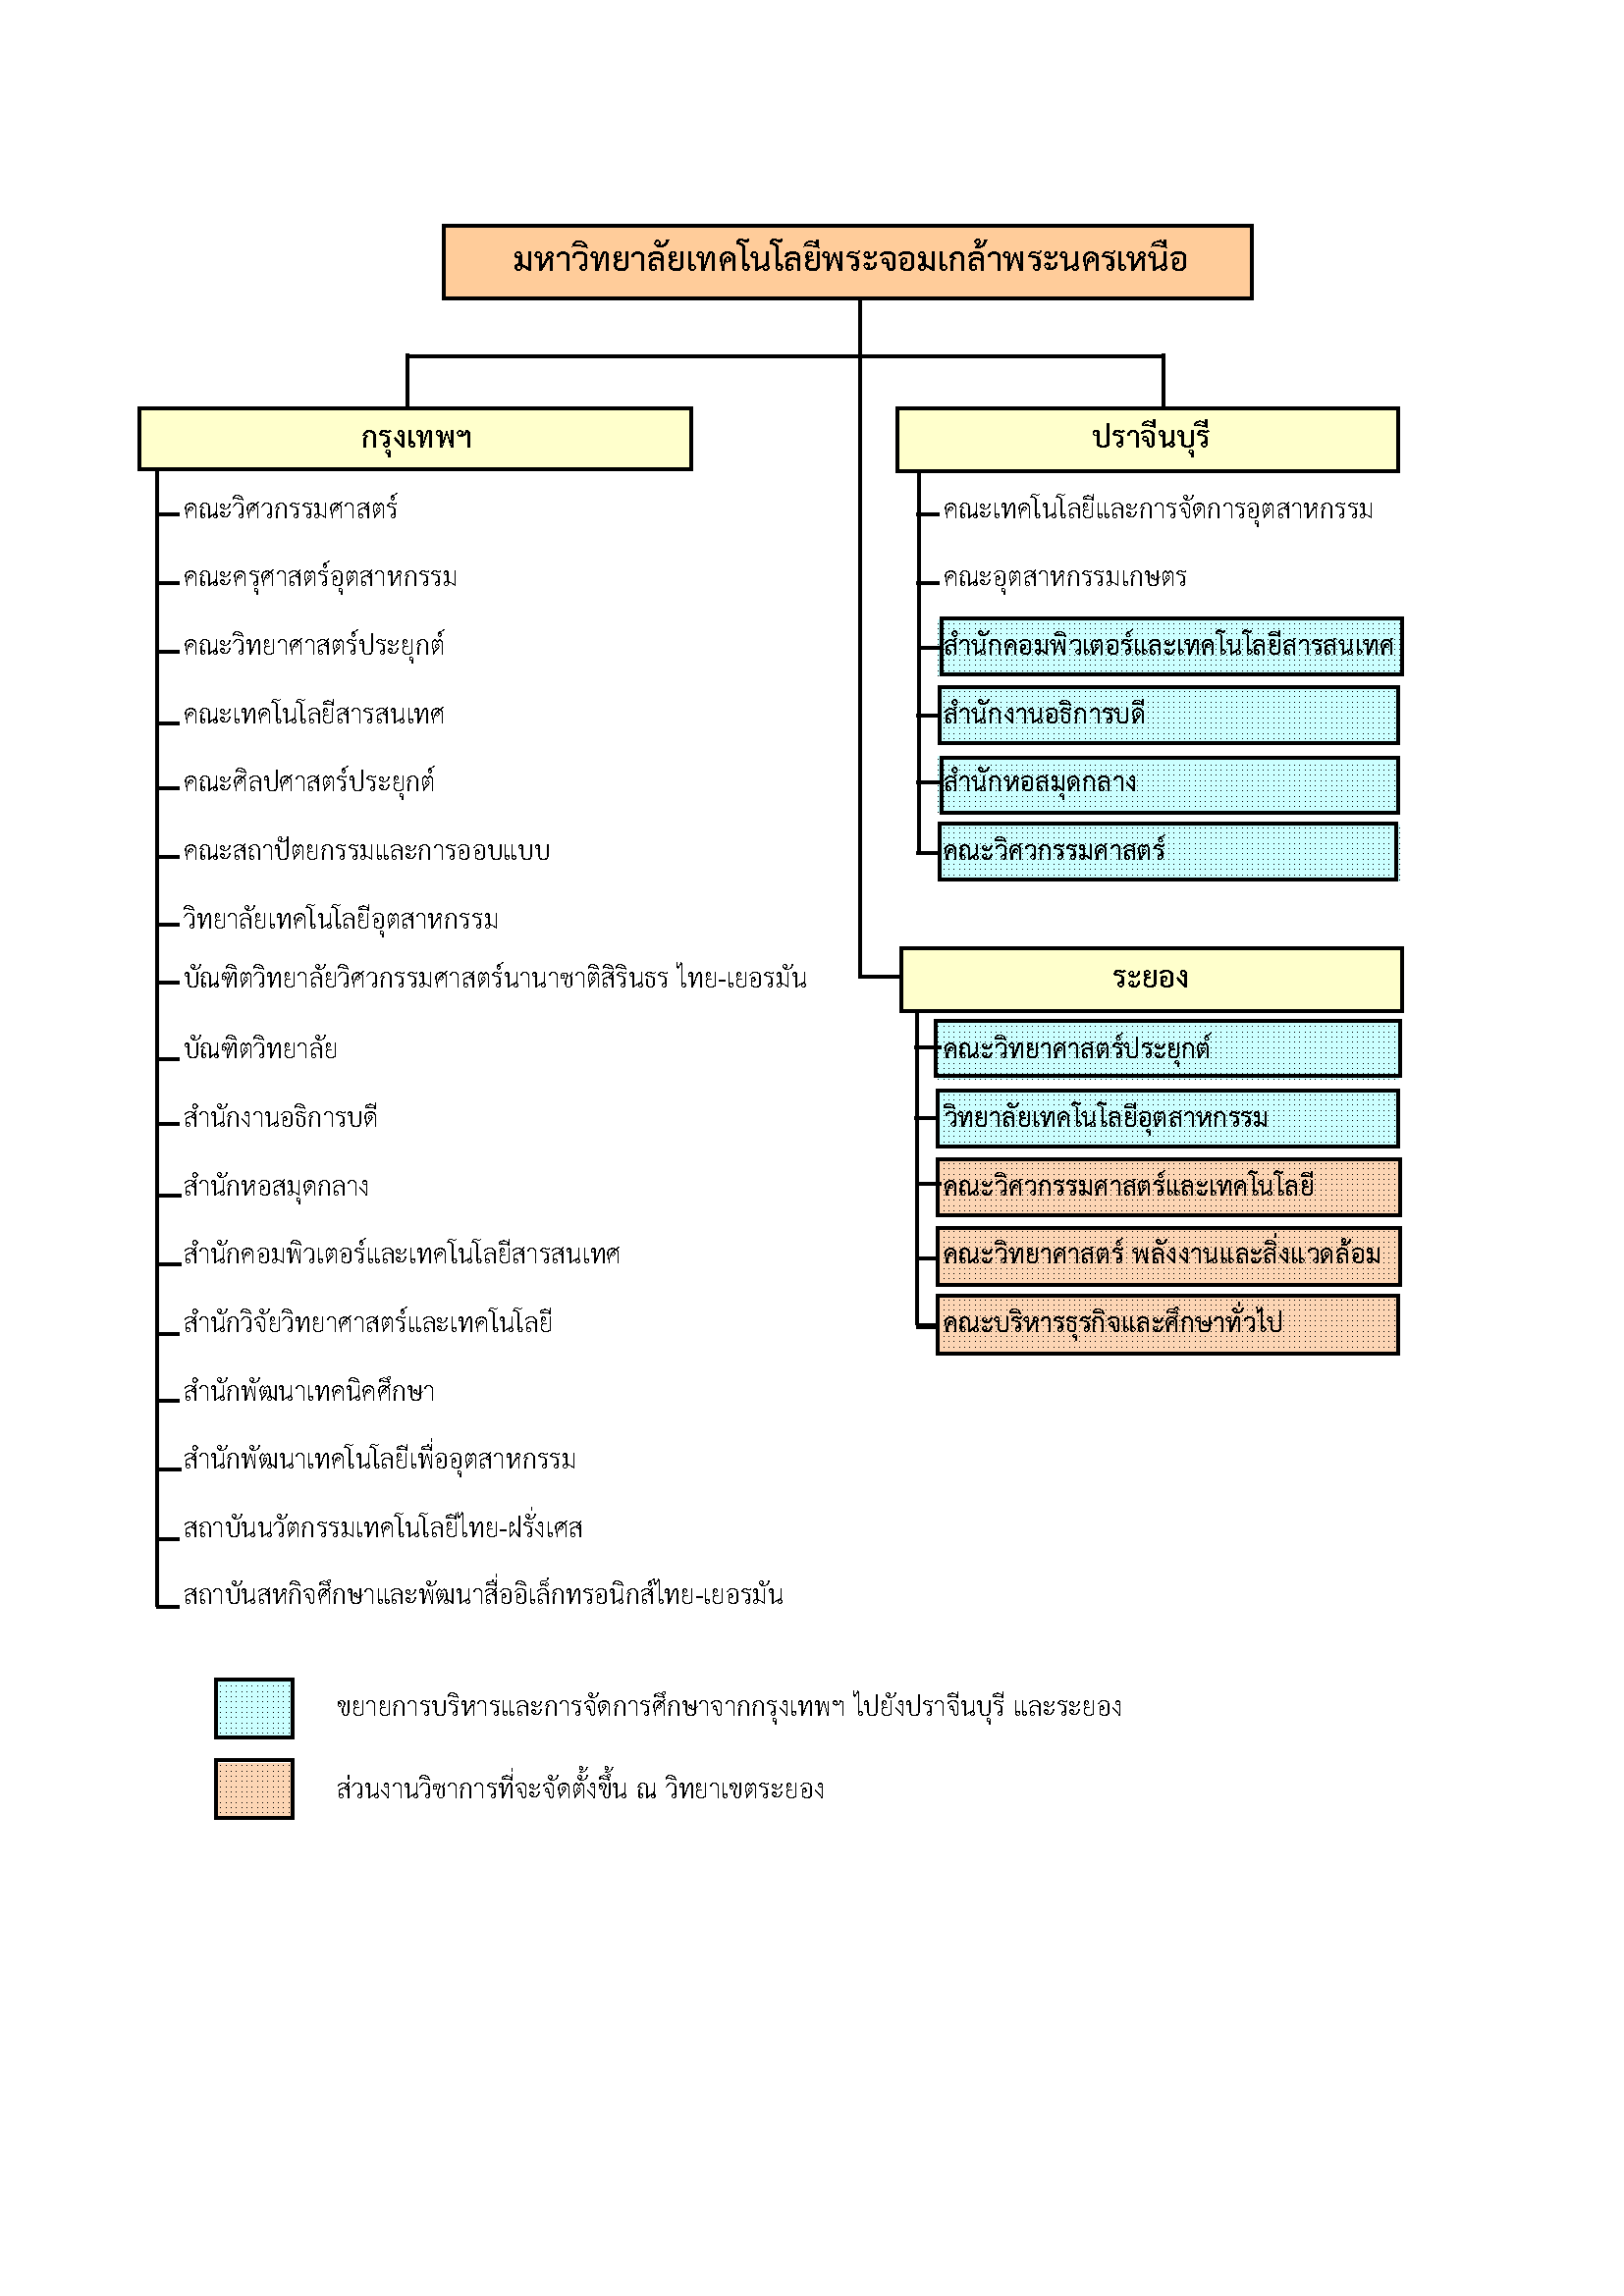 มหาวิทยาลัยเทคโนโลยีพระจอมเกล้าพระนครเหนือ
กรุงเทพฯ
คณะวิศวกรรมศาสตร์
คณะครุศาสตร์อุตสาหกรรม
คณะวิทยาศาสตร์ประยุกต์
คณะเทคโนโลยีสารสนเทศ
คณะศิลปศาสตร์ประยุกต์
คณะสถาปัตยกรรมและการออบแบบ
วิทยาลัยเทคโนโลยีอุตสาหกรรม
บัณฑิตวิทยาลัยวิศวกรรมศาสตร์นานาชาติสิรินธร ไทย-เยอรมัน
บัณฑิตวิทยาลัย
สำนักงานอธิการบดี
สำนักหอสมุดกลาง
สำนักคอมพิวเตอร์และเทคโนโลยีสารสนเทศ
สำนักวิจัยวิทยาศาสตร์และเทคโนโลยี
สำนักพัฒนาเทคนิคศึกษา
สำนักพัฒนาเทคโนโลยีเพื่ออุตสาหกรรม
สถาบันนวัตกรรมเทคโนโลยีไทย-ฝรั่งเศส
สถาบันสหกิจศึกษาและพัฒนาสื่ออิเล็กทรอนิกส์ไทย-เยอรมัน
ปราจีนบุรี
คณะเทคโนโลยีและการจัดการอุตสาหกรรม
คณะอุตสาหกรรมเกษตร
สำนักคอมพิวเตอร์และเทคโนโลยีสารสนเทศ
สำนักงานอธิการบดี
สำนักหอสมุดกลาง
คณะวิศวกรรมศาสตร์
ระยอง
คณะวิทยาศาสตร์ประยุกต์
วิทยาลัยเทคโนโลยีอุตสาหกรรม
คณะวิศวกรรมศาสตร์และเทคโนโลยี
คณะวิทยาศาสตร์ พลังงานและสิ่งแวดล้อม
คณะบริหารธุรกิจและศึกษาทั่วไป
ขยายการบริหารและการจัดการศึกษาจากกรุงเทพฯ ไปยังปราจีนบุรี และระยอง
ส่วนงานวิชาการที่จะจัดตั้งขึ้น ณ วิทยาเขตระยอง